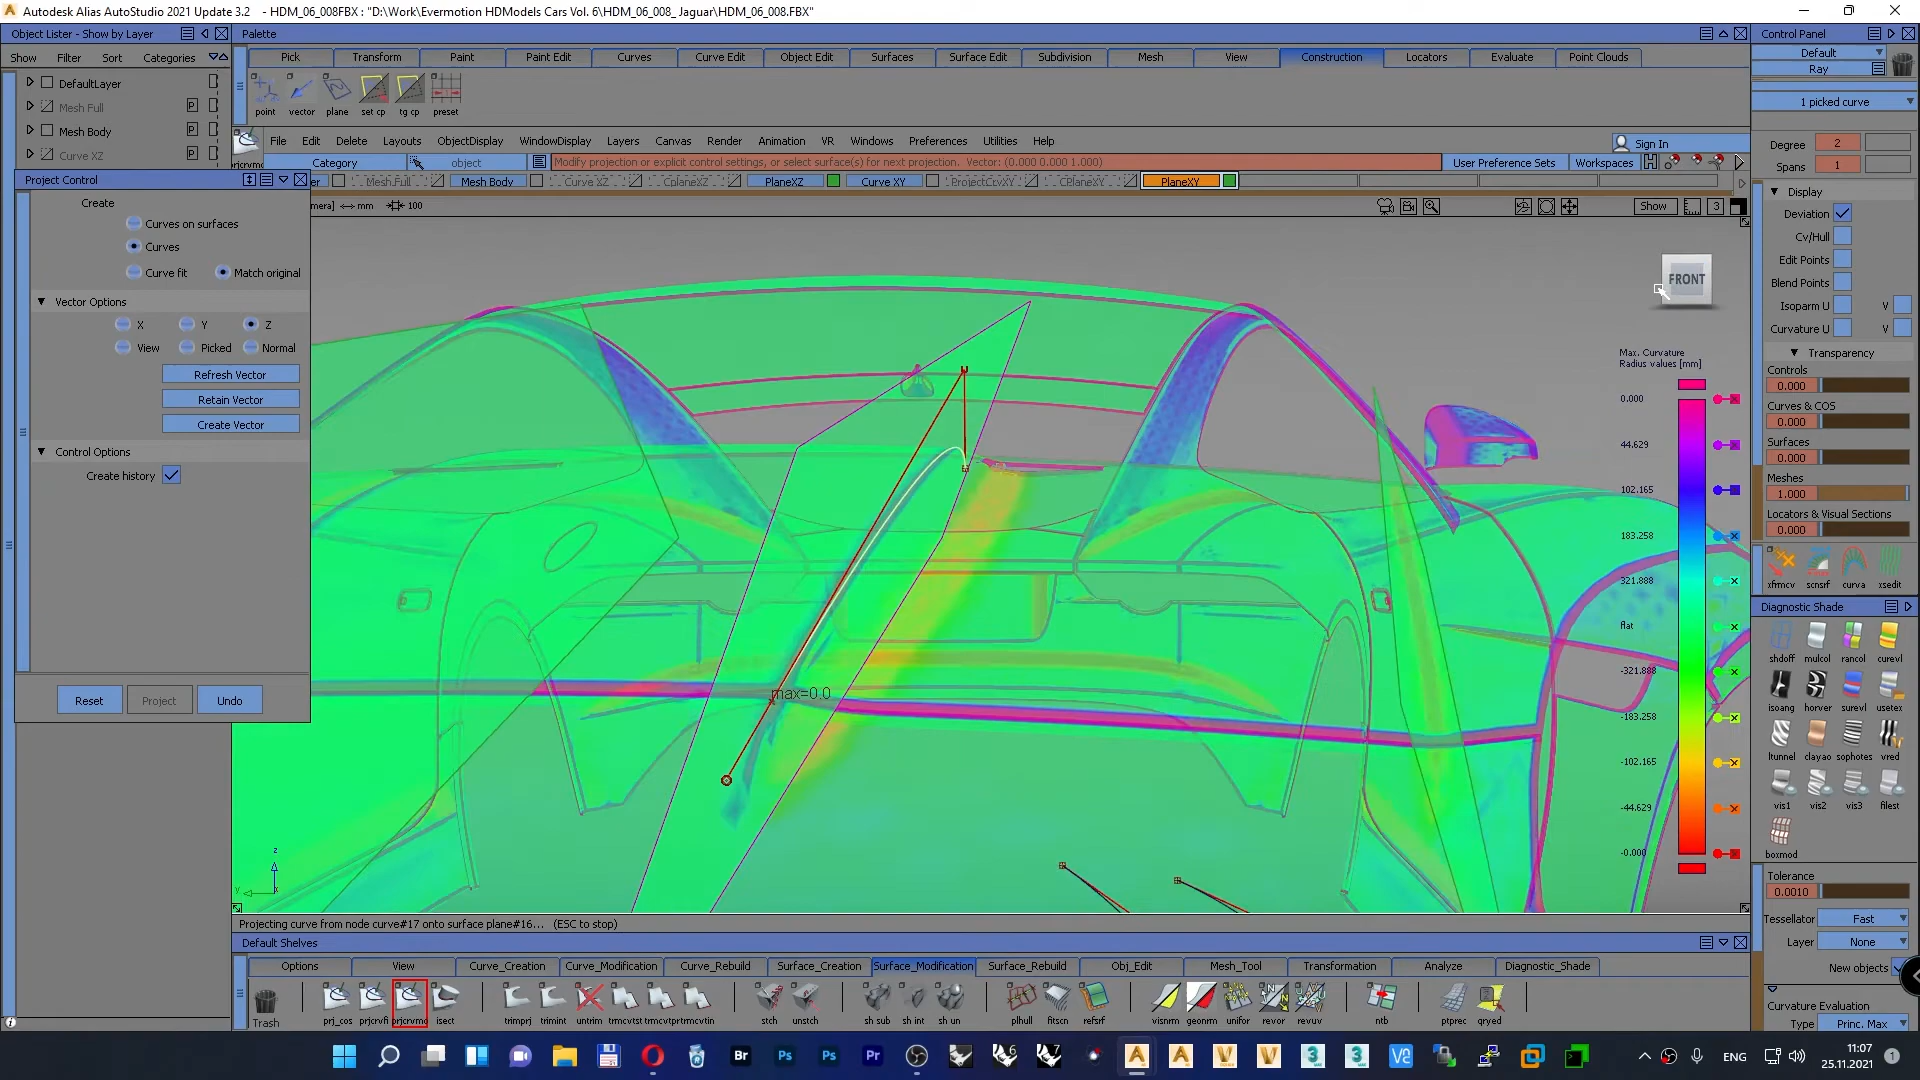 Autodesk Alias AutoStudio 2021 Update 3.2 - HDM_06_008FBX : "D:\Work\Evermotion HDModels Cars Vol. 6\HDM_06_008_ Jaguar\HDM_06_008.FBX"
Object Lister - Show by Layer
Palette
Control Panel
Show Filter Sort Categories
Pick Transform Paint Paint Edit Curves Curve Edit Object Edit Surfaces Surface Edit Subdivision Mesh View Construction Locators Evaluate Point Clouds
Default
Ray
DefaultLayer
Mesh Full P
Mesh Body P
Curve XZ P
point vector plane set cp tg cp preset
1 picked curve
File Edit Delete Layouts ObjectDisplay WindowDisplay Layers Canvas Render Animation VR Windows Preferences Utilities Help
Sign In
Category object
Modify projection or explicit control settings, or select surface(s) for next projection. Vector: (0.000 0.000 1.000)
User Preference Sets Workspaces
Mesh Full Mesh Body Curve XZ CplaneXZ PlaneXZ Curve XY ProjectCrvXY CPlaneXY PlaneXY
mera] <-> mm 100
Show 3
Degree 2
Spans 1
Display
Deviation
Cv/Hull
Edit Points
Blend Points
Isoparm U V
Curvature U V
Transparency
Controls
0.000
Curves & COS
0.000
Surfaces
0.000
Meshes
1.000
Locators & Visual Sections
0.000
xfrmcv scnsrf curva xsedit
Project Control
Create
Curves on surfaces
Curves
Curve fit Match original
Vector Options
X Y Z
View Picked Normal
Refresh Vector
Retain Vector
Create Vector
Control Options
Create history
Reset Project Undo
FRONT
Max. Curvature
Radius values [mm]
0.000
44.629
102.165
183.258
321.888
flat
-321.888
-183.258
-102.165
-44.629
-0.000
max=0.0
z
Y
x
Diagnostic Shade
shdoff mulcol rancol curevl
isoang horver surevl usetex
ltunnel clayao sophotes vred
vis1 vis2 vis3 filest
boxmod
Tolerance
0.0010
Tessellator Fast
Layer None
New objects
Curvature Evaluation
Type Princ. Max
Projecting curve from node curve#17 onto surface plane#16... (ESC to stop)
Default Shelves
Options View Curve_Creation Curve_Modification Curve_Rebuild Surface_Creation Surface_Modification Surface_Rebuild Obj_Edit Mesh_Tool Transformation Analyze Diagnostic_Shade
Trash prj_cos prjcrvfi prjcrvmo isect trimprj trimint untrim trmcvtst trmcvtpr trmcvtin stch unstch sh sub sh int sh un plhull fitscn refsrf visnrm geonrm unifor revor revuv ntb ptprec qryed
Br Ps Ps Pr 6 7
ENG
11:07
25.11.2021
1